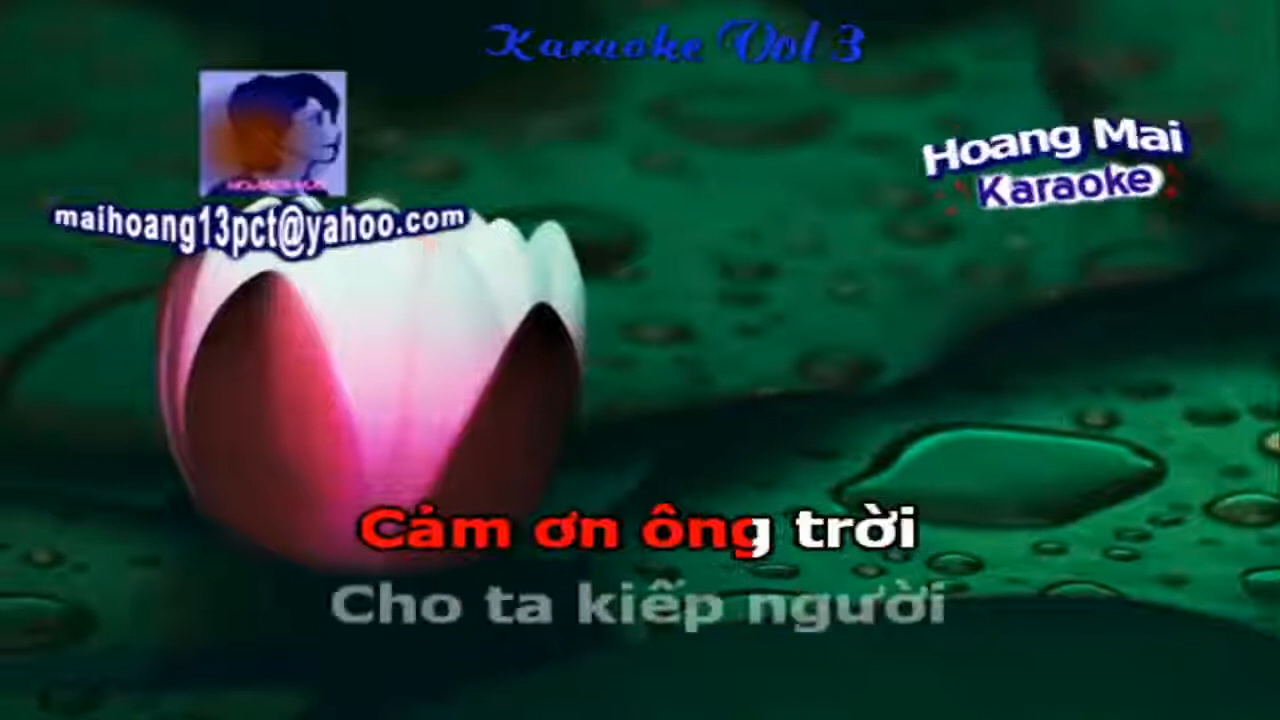 Karaoke Vol 3
Hoang Mai
Karaoke
maihoang13pct@yahoo.com
Cảm ơn ông trời
Cho ta kiếp người